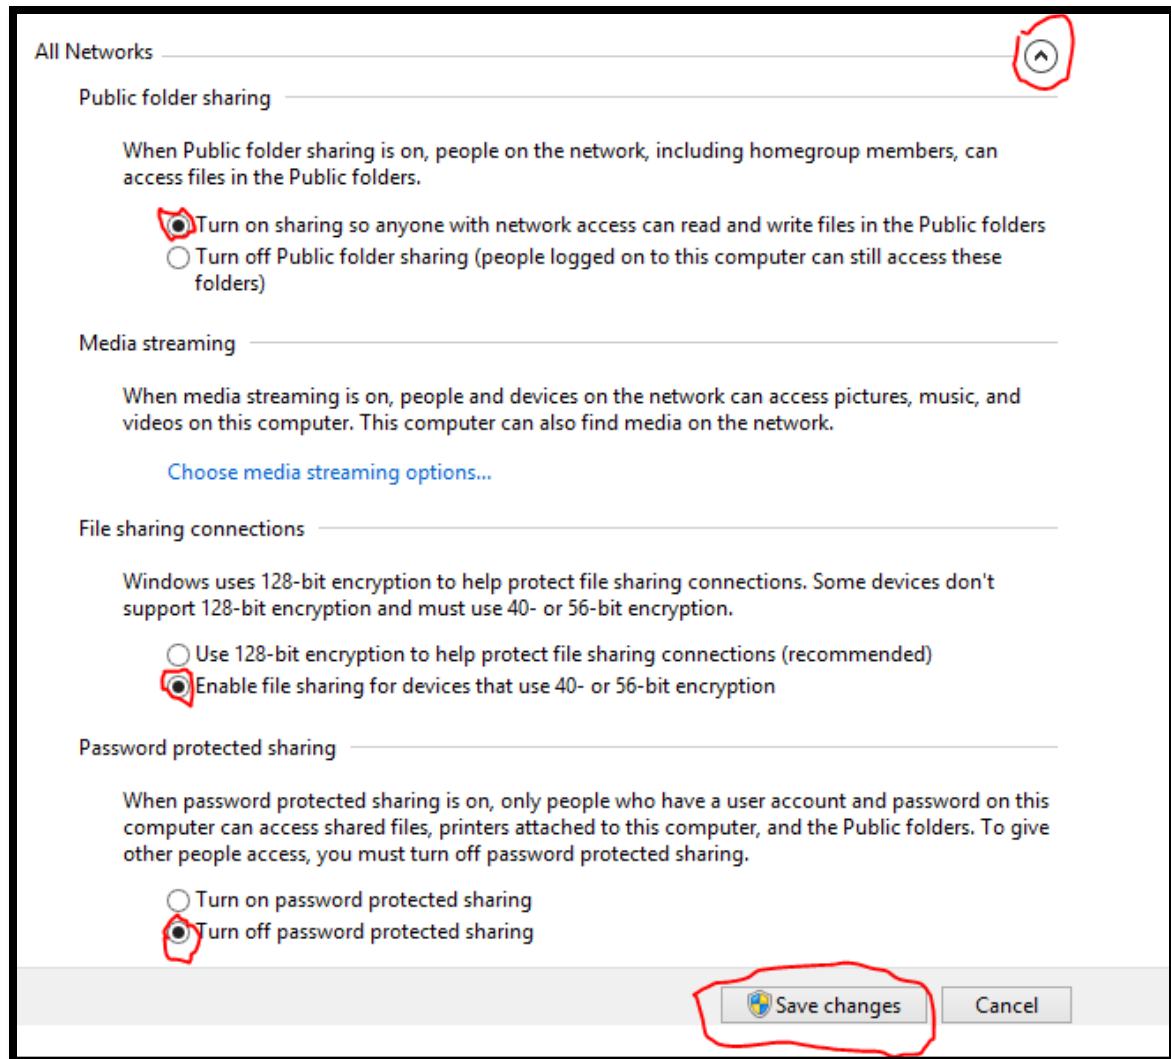 All Networks
Public folder sharing
When Public folder sharing is on, people on the network, including homegroup members, can
access files in the Public folders.
Turn on sharing so anyone with network access can read and write files in the Public folders
Turn off Public folder sharing (people logged on to this computer can still access these
folders)
Media streaming
When media streaming is on, people and devices on the network can access pictures, music, and
videos on this computer. This computer can also find media on the network.
Choose media streaming options...
File sharing connections
Windows uses 128-bit encryption to help protect file sharing connections. Some devices don't
support 128-bit encryption and must use 40- or 56-bit encryption.
Use 128-bit encryption to help protect file sharing connections (recommended)
Enable file sharing for devices that use 40- or 56-bit encryption
Password protected sharing
When password protected sharing is on, only people who have a user account and password on this
computer can access shared files, printers attached to this computer, and the Public folders. To give
other people access, you must turn off password protected sharing.
Turn on password protected sharing
Turn off password protected sharing
Save changes Cancel